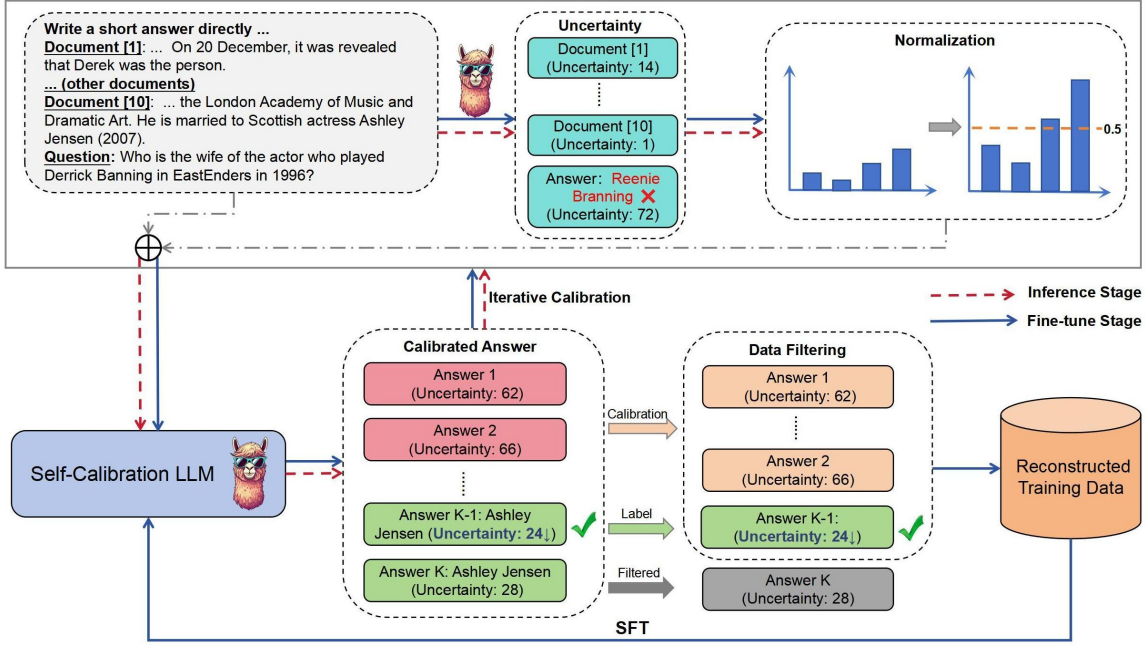 Write a short answer directly ...
Document [1]: ... On 20 December, it was revealed
that Derek was the person.
... (other documents)
Document [10]: ... the London Academy of Music and
Dramatic Art. He is married to Scottish actress Ashley
Jensen (2007).
Question: Who is the wife of the actor who played
Derrick Banning in EastEnders in 1996?
Uncertainty
Document [1]
(Uncertainty: 14)
Document [10]
(Uncertainty: 1)
Answer: Reenie
Branning ❌
(Uncertainty: 72)
Normalization
0.5
Iterative Calibration
Inference Stage
Fine-tune Stage
Self-Calibration LLM
Calibrated Answer
Answer 1
(Uncertainty: 62)
Answer 2
(Uncertainty: 66)
Answer K-1: Ashley
Jensen (Uncertainty: 24↓)
Answer K: Ashley Jensen
(Uncertainty: 28)
Calibration
Label
Filtered
Data Filtering
Answer 1
(Uncertainty: 62)
Answer 2
(Uncertainty: 66)
Answer K-1:
(Uncertainty: 24↓)
Answer K
(Uncertainty: 28)
Reconstructed
Training Data
SFT